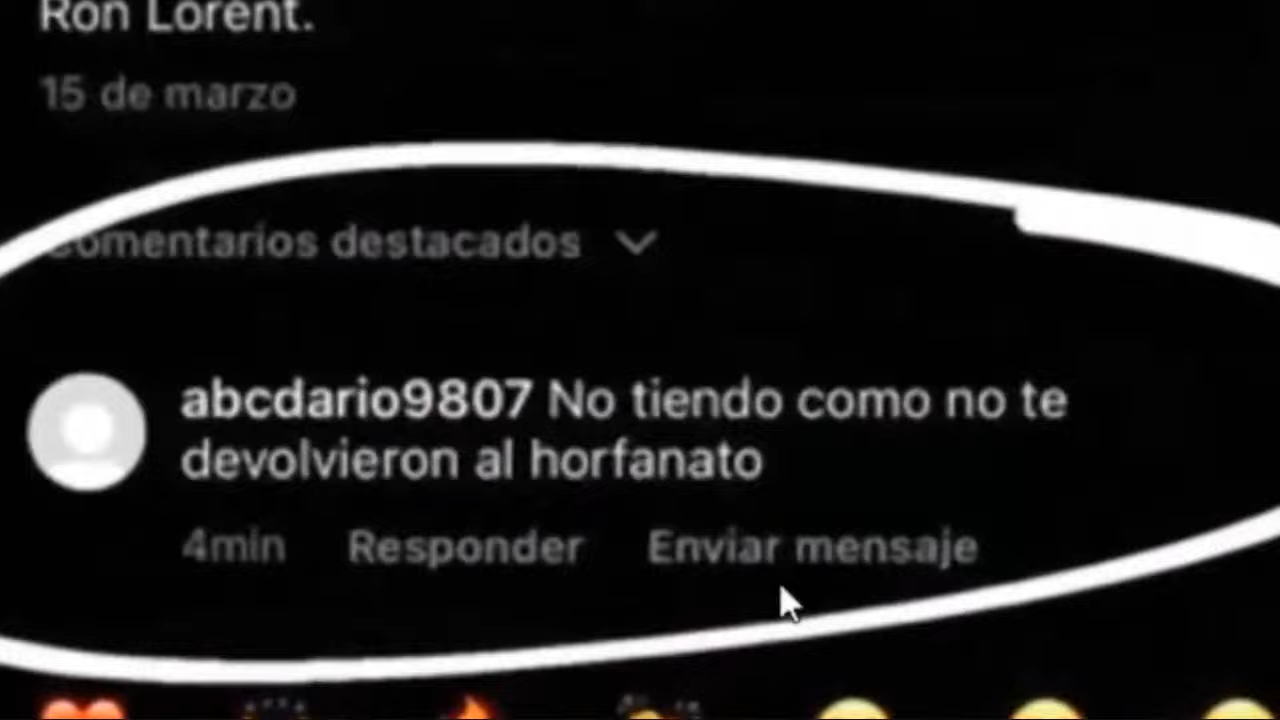 Ron Lorent.
15 de marzo
comentarios destacados
abcdario9807 No tiendo como no te
devolvieron al horfanato
4min Responder Enviar mensaje